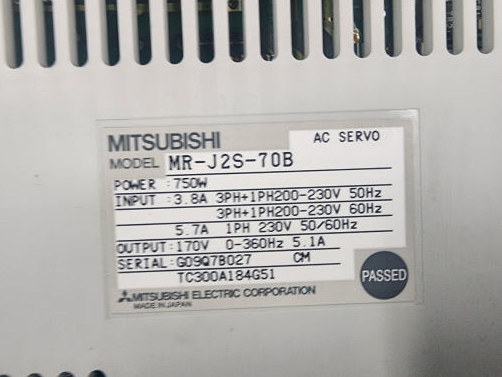 MITSUBISHI AC SERVO
MODEL MR-J2S-70B
POWER :750W
INPUT :3.8A 3PH+1PH200-230V 50Hz
3PH+1PH200-230V 60Hz
5.7A 1PH 230V 50/60Hz
OUTPUT:170V 0-360Hz 5.1A
SERIAL:G09Q7B027 CM
TC300A184G51
PASSED
MITSUBISHI ELECTRIC CORPORATION
MADE IN JAPAN